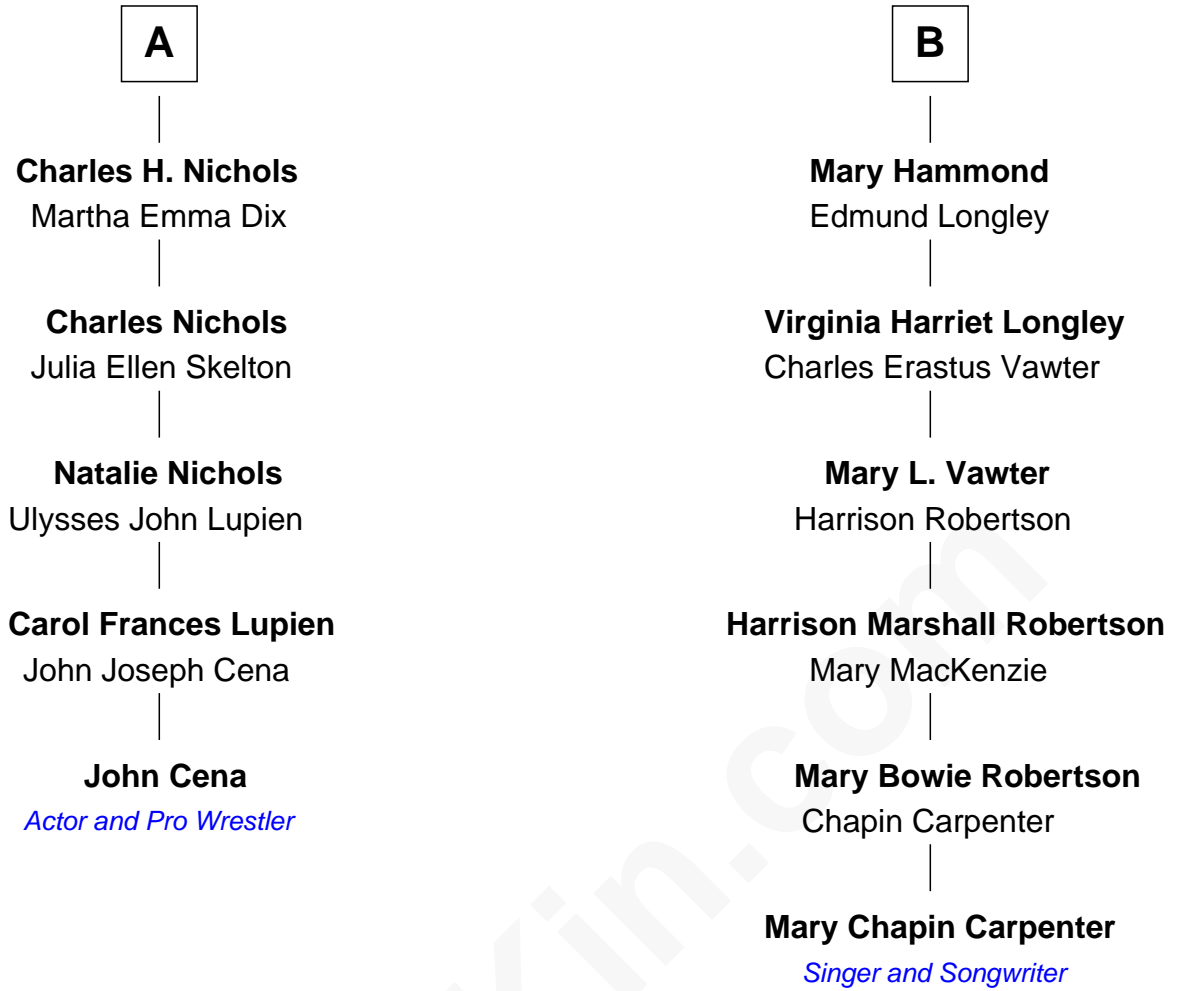 A
Charles H. Nichols
Martha Emma Dix
Charles Nichols
Julia Ellen Skelton
Natalie Nichols
Ulysses John Lupien
Carol Frances Lupien
John Joseph Cena
John Cena
Actor and Pro Wrestler
B
Mary Hammond
Edmund Longley
Virginia Harriet Longley
Charles Erastus Vawter
Mary L. Vawter
Harrison Robertson
Harrison Marshall Robertson
Mary MacKenzie
Mary Bowie Robertson
Chapin Carpenter
Mary Chapin Carpenter
Singer and Songwriter
Kin.com